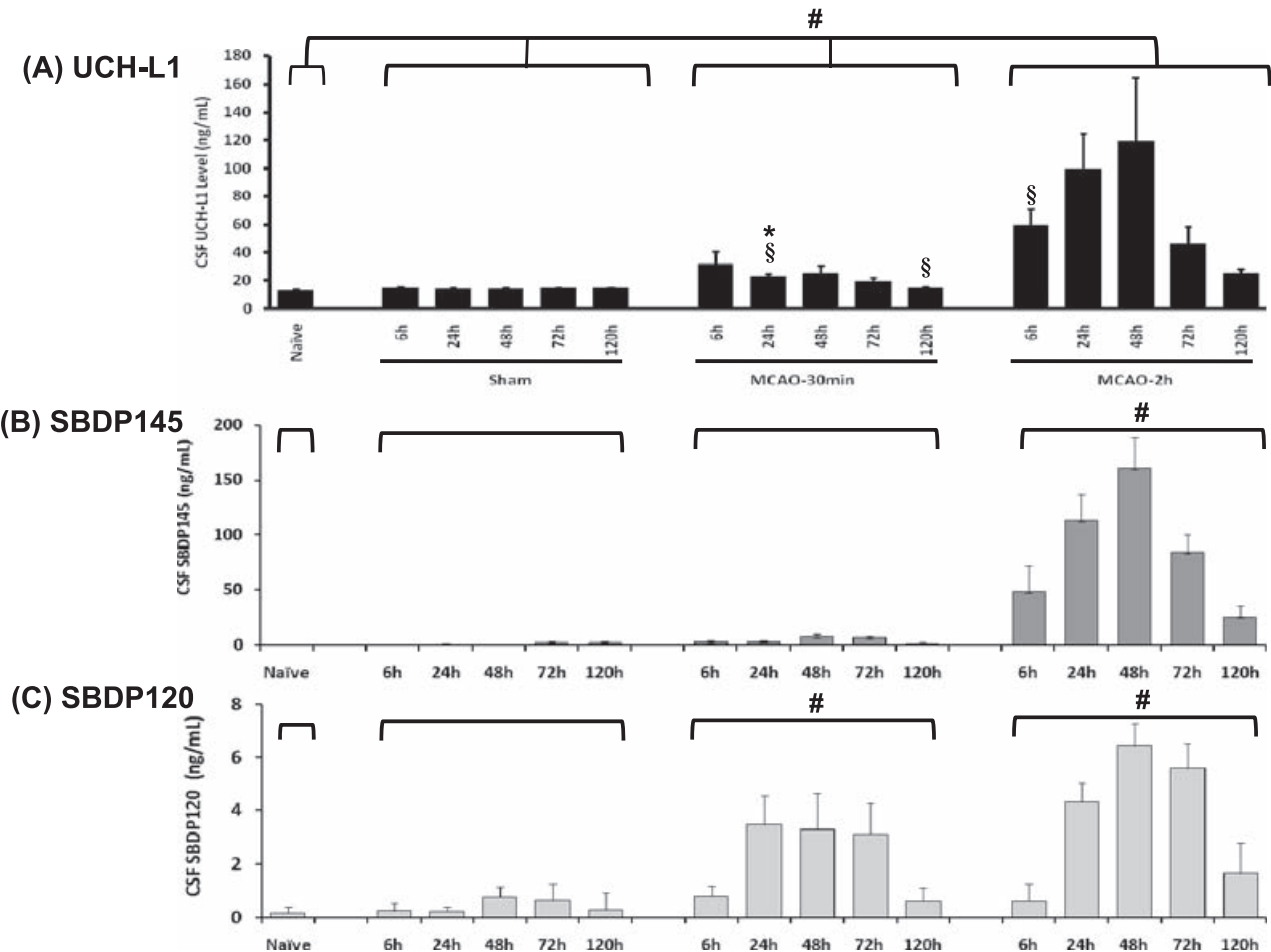 #
(A) UCH-L1
CSF UCH-L1 Level (ng/mL)
180
160
140
120
100
80
60
40
20
0
*
§
§
§
Naïve 6h 24h 48h 72h 120h 6h 24h 48h 72h 120h 6h 24h 48h 72h 120h
Sham MCAO-30min MCAO-2h
(B) SBDP145
CSF SBDP145 (ng/mL)
200
150
100
50
0
#
Naïve 6h 24h 48h 72h 120h 6h 24h 48h 72h 120h 6h 24h 48h 72h 120h
(C) SBDP120
CSF SBDP120 (ng/mL)
8
6
4
2
0
# #
Naïve 6h 24h 48h 72h 120h 6h 24h 48h 72h 120h 6h 24h 48h 72h 120h